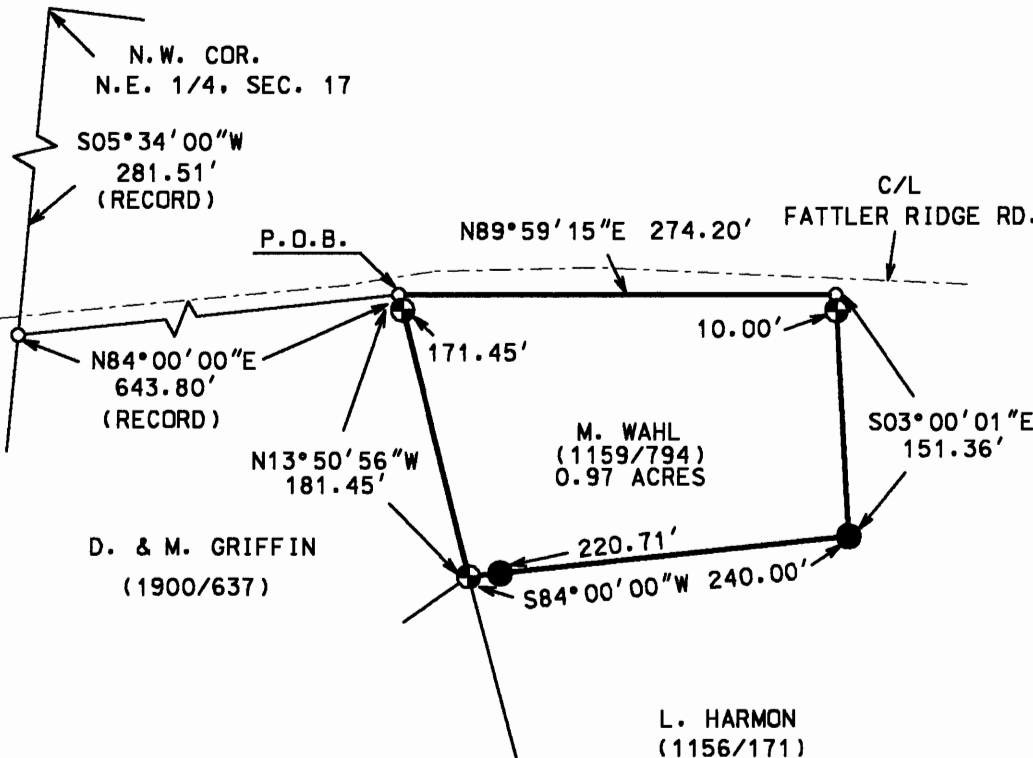 N.W. COR.
N.E. 1/4, SEC. 17
S05°34'00"W
281.51'
(RECORD)
C/L
FATTLER RIDGE RD.
P.O.B.
N89°59'15"E 274.20'
N84°00'00"E
643.80'
(RECORD)
171.45'
10.00'
N13°50'56"W
181.45'
M. WAHL
(1159/794)
0.97 ACRES
S03°00'01"E
151.36'
D. & M. GRIFFIN
(1900/637)
220.71'
S84°00'00"W 240.00'
L. HARMON
(1156/171)